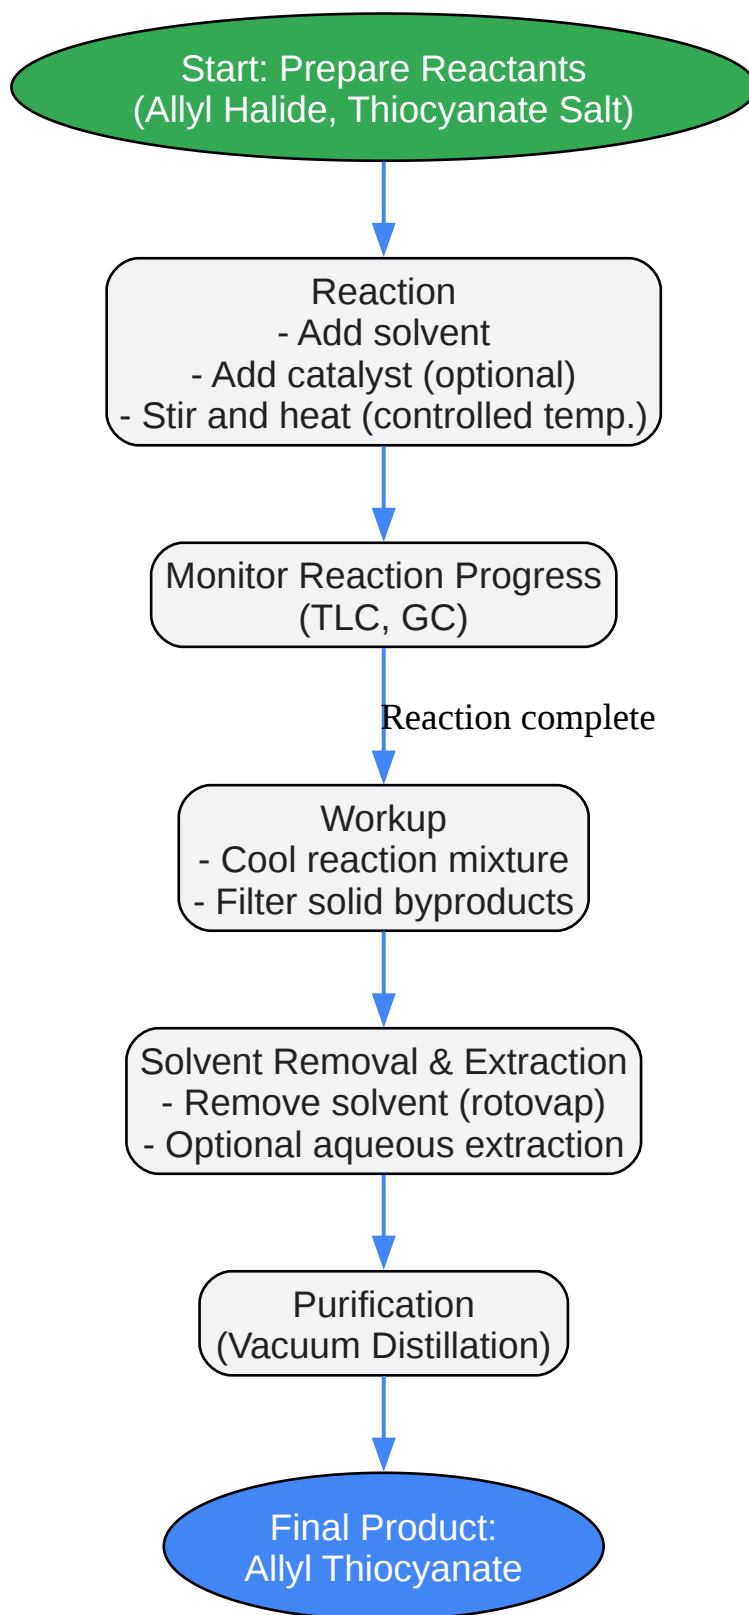 Start: Prepare Reactants
(Allyl Halide, Thiocyanate Salt)
Reaction
- Add solvent
- Add catalyst (optional)
- Stir and heat (controlled temp.)
Monitor Reaction Progress
(TLC, GC)
Reaction complete
Workup
- Cool reaction mixture
- Filter solid byproducts
Solvent Removal & Extraction
- Remove solvent (rotovap)
- Optional aqueous extraction
Purification
(Vacuum Distillation)
Final Product:
Allyl Thiocyanate